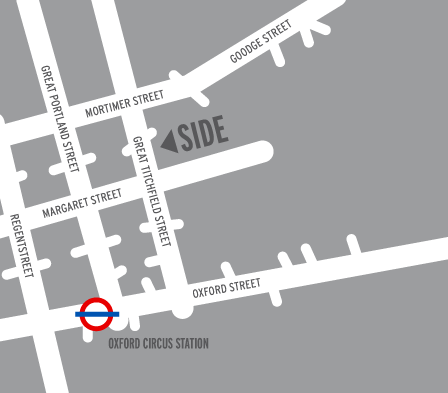 GOODGE STREET
GREAT PORTLAND STREET
MORTIMER STREET
SIDE
GREAT TITCHFIELD STREET
MARGARET STREET
REGENTSTREET
OXFORD STREET
OXFORD CIRCUS STATION